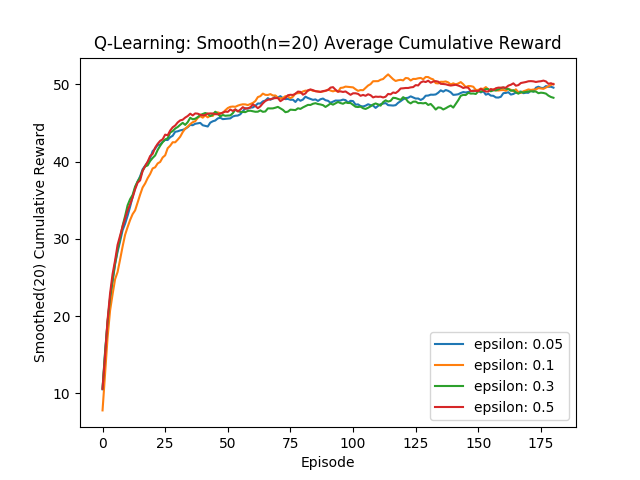 Q-Learning: Smooth(n=20) Average Cumulative Reward
Smoothed(20) Cumulative Reward
50
40
30
20
10
0
25
50
75
100
125
150
175
Episode
epsilon: 0.05
epsilon: 0.1
epsilon: 0.3
epsilon: 0.5